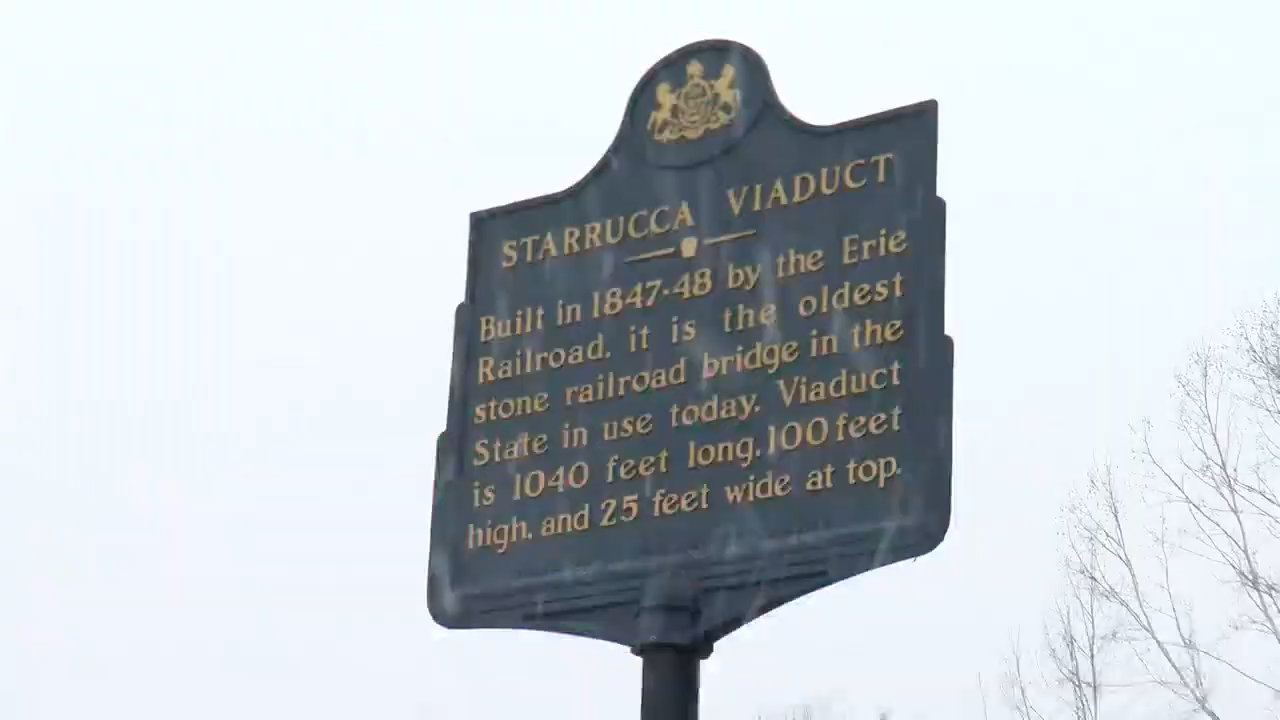 STARRUCCA VIADUCT
Built in 1847-48 by the Erie
Railroad, it is the oldest
stone railroad bridge in the
State in use today. Viaduct
is 1040 feet long, 100 feet
high, and 25 feet wide at top.